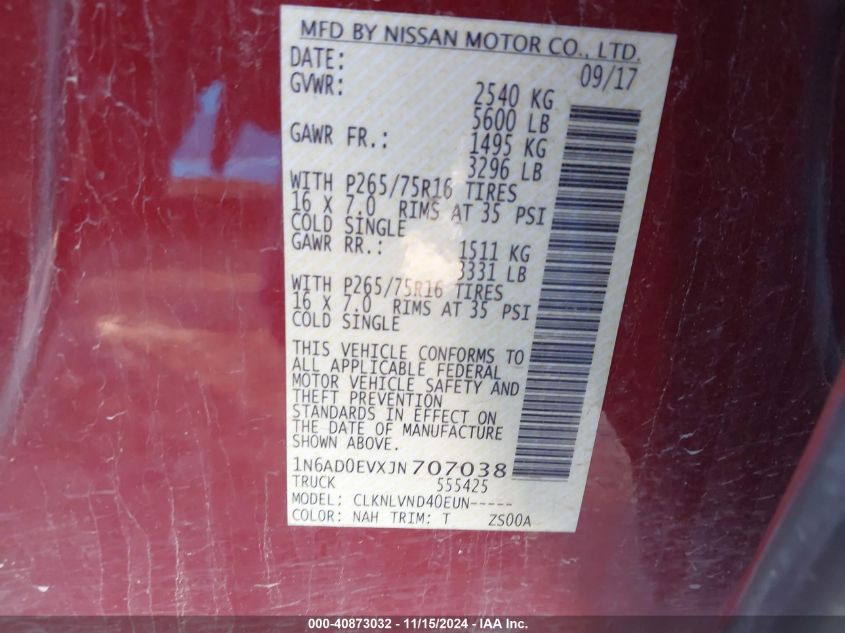 MFD BY NISSAN MOTOR CO., LTD.
DATE: 09/17
GVWR: 2540 KG
5600 LB
GAWR FR.: 1495 KG
3296 LB
WITH P265/75R16 TIRES
16 X 7.0 RIMS AT 35 PSI
COLD SINGLE
GAWR RR.: 1511 KG
3331 LB
WITH P265/75R16 TIRES
16 X 7.0 RIMS AT 35 PSI
COLD SINGLE
THIS VEHICLE CONFORMS TO
ALL APPLICABLE FEDERAL
MOTOR VEHICLE SAFETY AND
THEFT PREVENTION
STANDARDS IN EFFECT ON
THE DATE OF MANUFACTURE
SHOWN ABOVE.
1N6AD0EVXJN707038
TRUCK 555425
MODEL: CLKNLVND40EUN-----
COLOR: NAH TRIM: T ZS00A
000-40873032 - 11/15/2024 - IAA Inc.